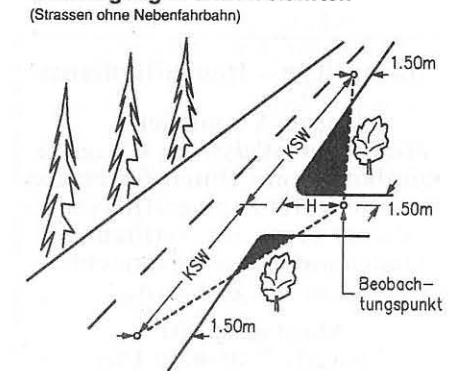 (Strassen ohne Nebenfahrbahn)
1.50m
KSW
H
1.50m
KSW
Beobach-
tungspunkt
1.50m